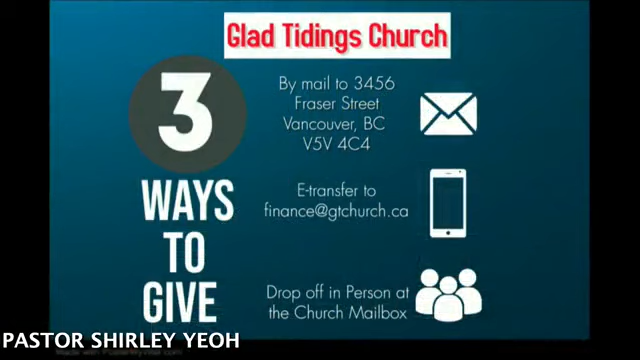 Glad Tidings Church
3
WAYS
TO
GIVE
By mail to 3456
Fraser Street
Vancouver, BC
V5V 4C4
E-transfer to
finance@gtchurch.ca
Drop off in Person at
the Church Mailbox
PASTOR SHIRLEY YEOH